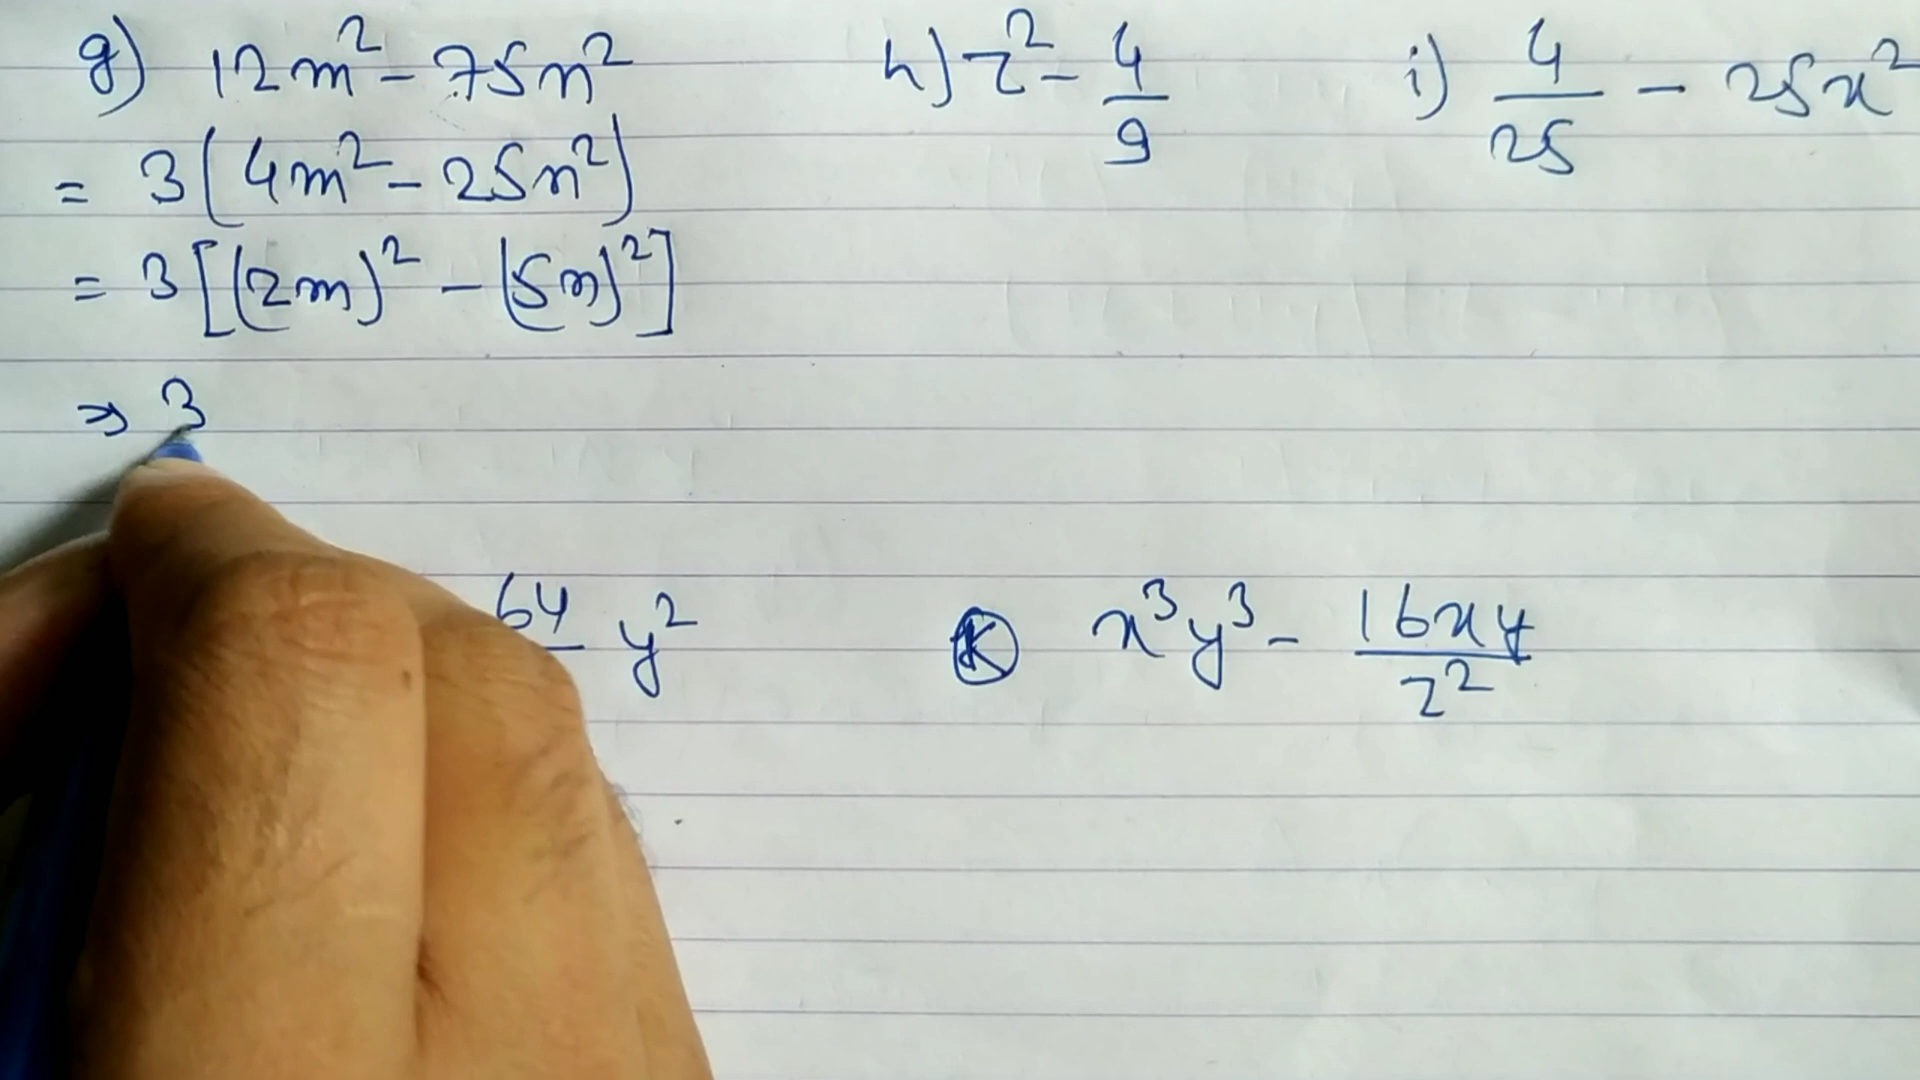 g) 12m² - 75n²
= 3(4m² - 25n²)
= 3[(2m)² - (5n)²]
⇒ 3
h) z² - 4/9
i) 4/25 - 25x²
64/ y²
(K) x³y³ - 16xy/z²